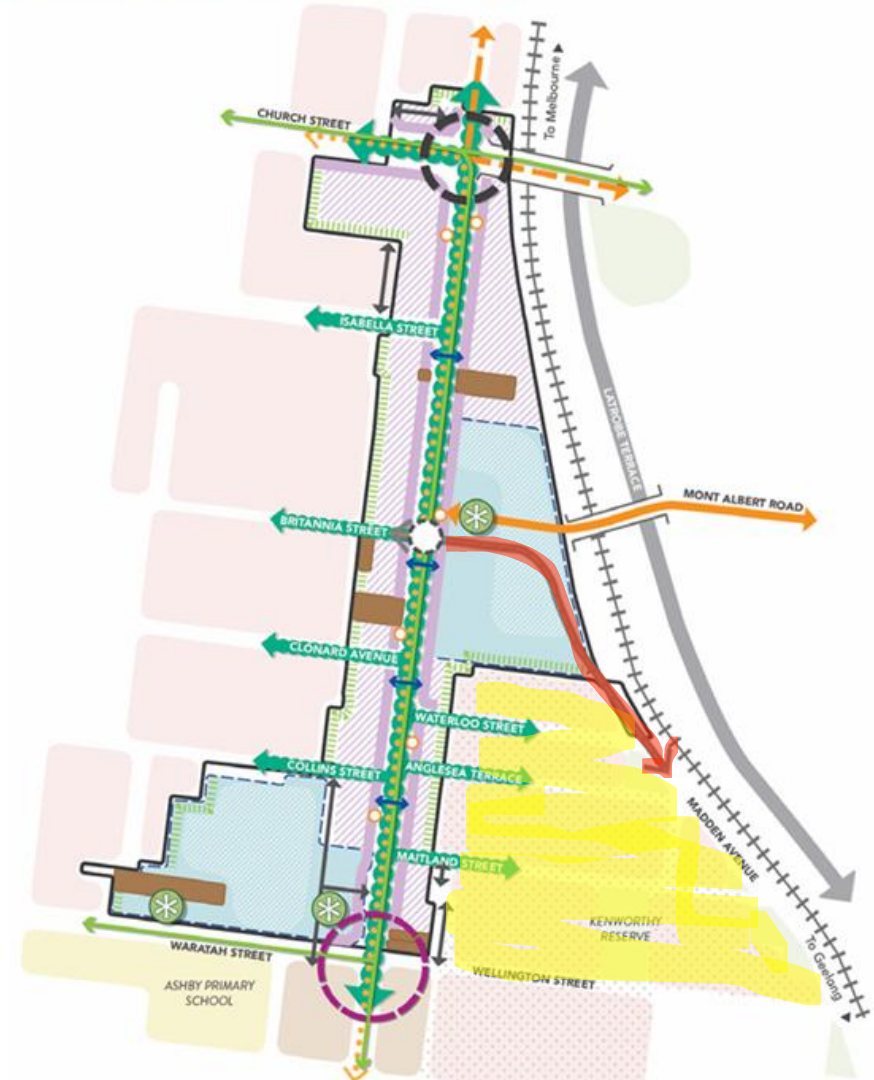 To Melbourne
CHURCH STREET
ISABELLA STREET
LATROBE TERRACE
MONT ALBERT ROAD
BRITANNIA STREET
CLONARD AVENUE
WATERLOO STREET
COLLINS STREET
ANGLESEA TERRACE
MADDEN AVENUE
MAITLAND STREET
KENWORTHY
RESERVE
WARATAH STREET
To Geelong
WELLINGTON STREET
ASHBY PRIMARY
SCHOOL